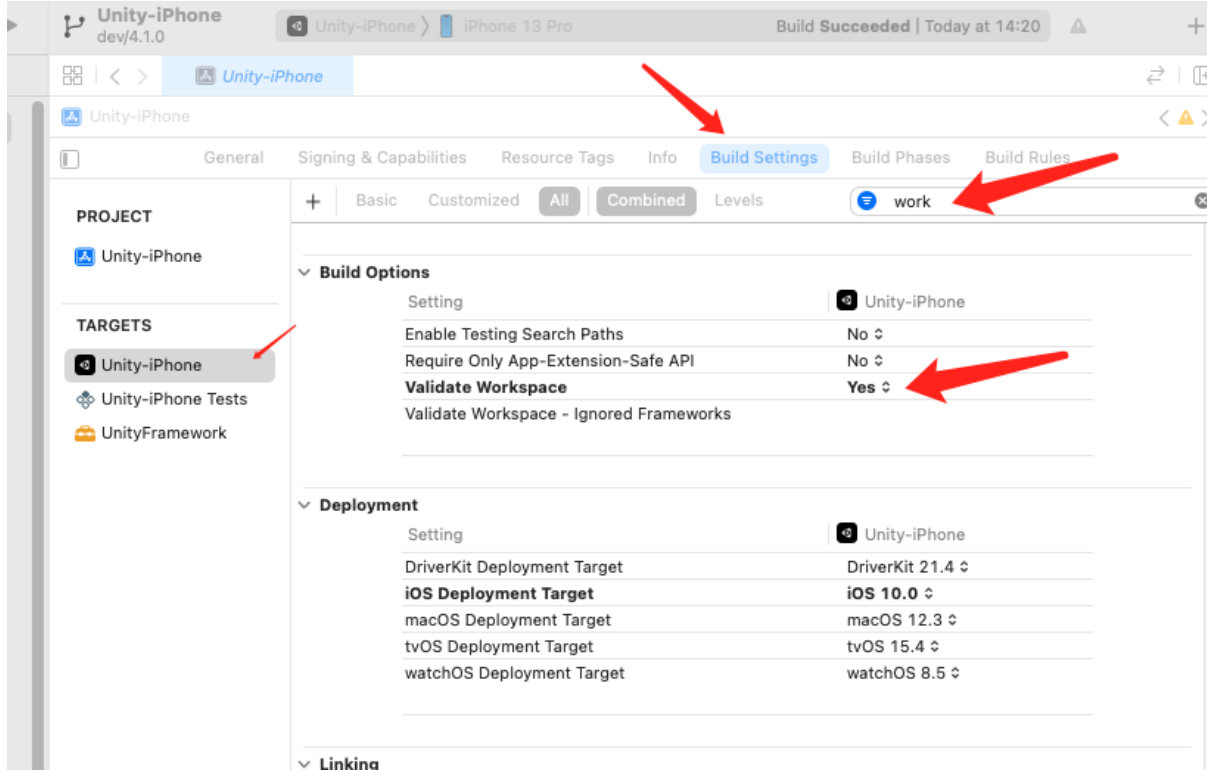 Unity-iPhone
dev/4.1.0
Unity-iPhone 〉 iPhone 13 Pro
Build Succeeded | Today at 14:20
Unity-iPhone
Unity-iPhone
General Signing & Capabilities Resource Tags Info Build Settings Build Phases Build Rules
+ Basic Customized All Combined Levels work
PROJECT
Unity-iPhone
TARGETS
Unity-iPhone
Unity-iPhone Tests
UnityFramework
Build Options
Setting Unity-iPhone
Enable Testing Search Paths No
Require Only App-Extension-Safe API No
Validate Workspace Yes
Validate Workspace - Ignored Frameworks
Deployment
Setting Unity-iPhone
DriverKit Deployment Target DriverKit 21.4
iOS Deployment Target iOS 10.0
macOS Deployment Target macOS 12.3
tvOS Deployment Target tvOS 15.4
watchOS Deployment Target watchOS 8.5
Linking